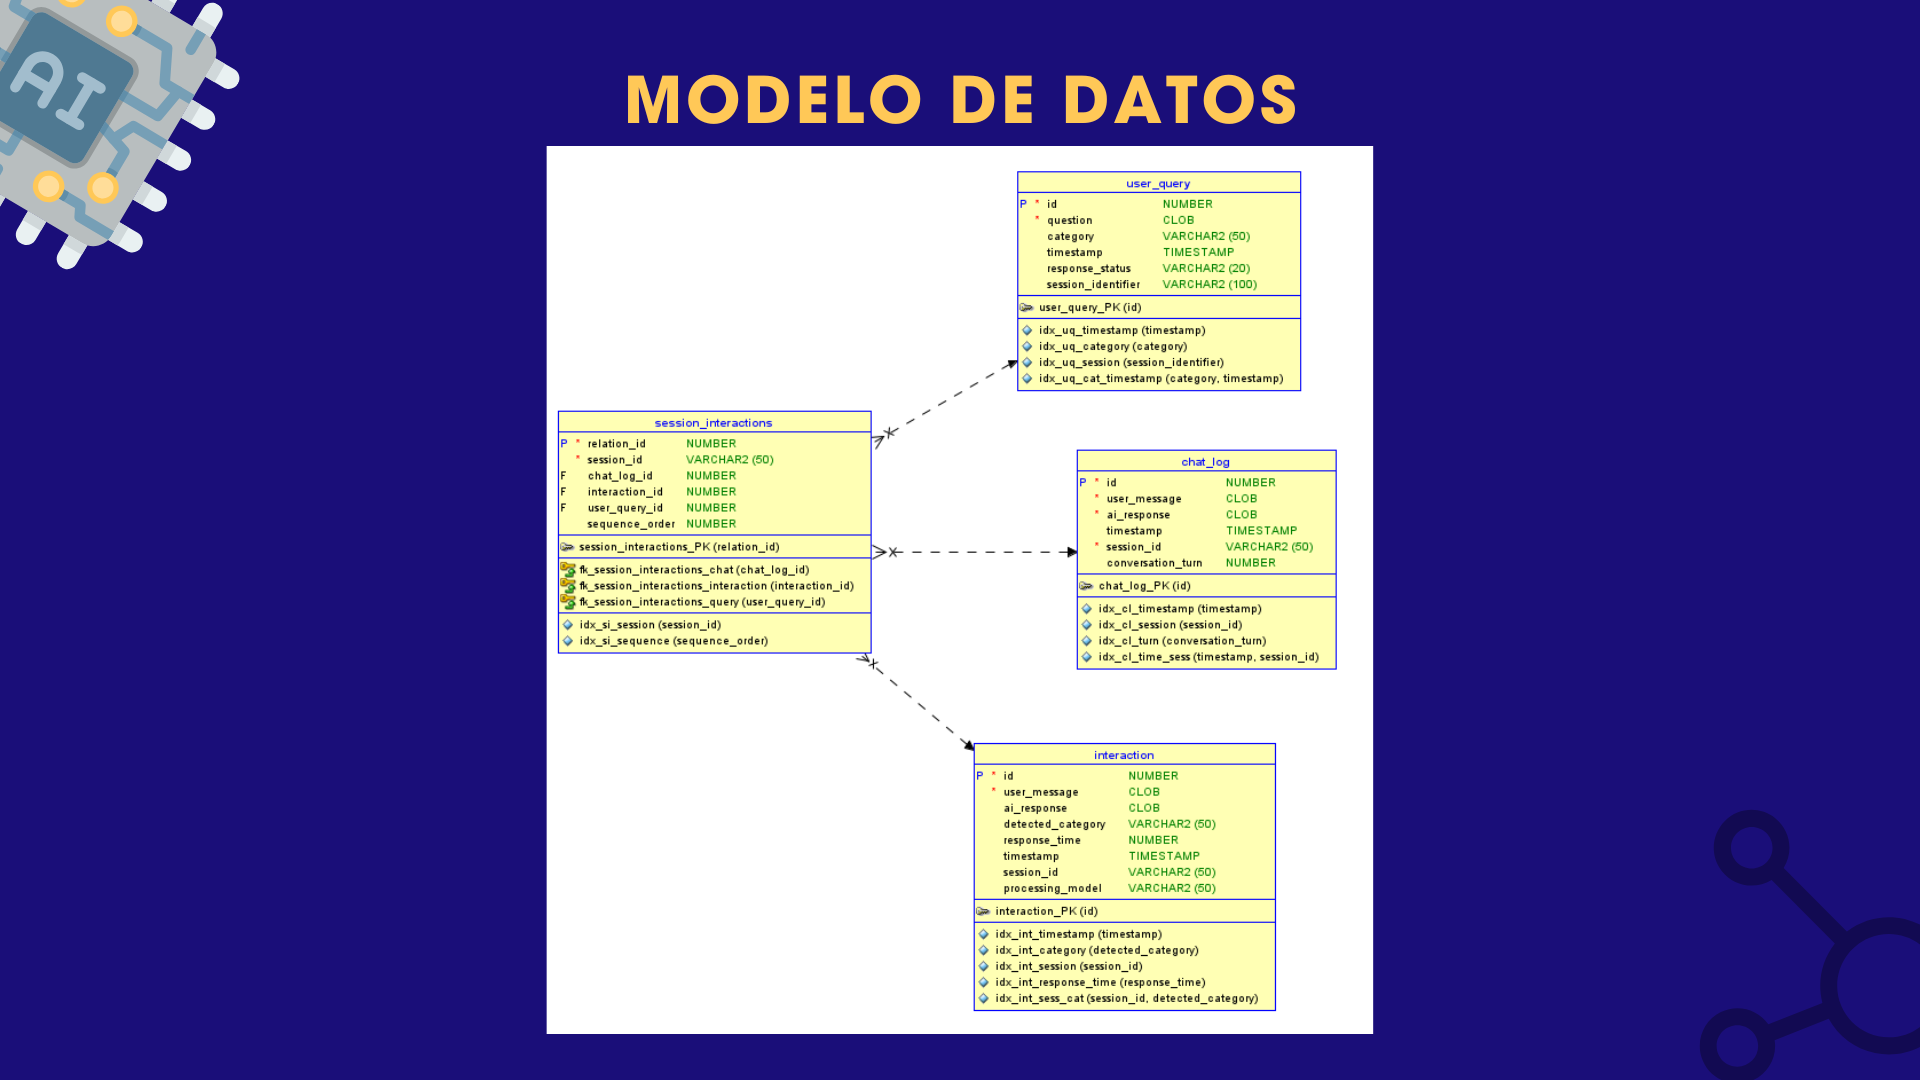 AI
MODELO DE DATOS
user_query
P * id NUMBER
* question CLOB
category VARCHAR2 (50)
timestamp TIMESTAMP
response_status VARCHAR2 (20)
session_identifier VARCHAR2 (100)
user_query_PK (id)
idx_uq_timestamp (timestamp)
idx_uq_category (category)
idx_uq_session (session_identifier)
idx_uq_cat_timestamp (category, timestamp)
session_interactions
P * relation_id NUMBER
* session_id VARCHAR2 (50)
F chat_log_id NUMBER
F interaction_id NUMBER
F user_query_id NUMBER
sequence_order NUMBER
session_interactions_PK (relation_id)
fk_session_interactions_chat (chat_log_id)
fk_session_interactions_interaction (interaction_id)
fk_session_interactions_query (user_query_id)
idx_si_session (session_id)
idx_si_sequence (sequence_order)
chat_log
P * id NUMBER
* user_message CLOB
* ai_response CLOB
timestamp TIMESTAMP
* session_id VARCHAR2 (50)
conversation_turn NUMBER
chat_log_PK (id)
idx_cl_timestamp (timestamp)
idx_cl_session (session_id)
idx_cl_turn (conversation_turn)
idx_cl_time_sess (timestamp, session_id)
interaction
P * id NUMBER
* user_message CLOB
ai_response CLOB
detected_category VARCHAR2 (50)
response_time NUMBER
timestamp TIMESTAMP
session_id VARCHAR2 (50)
processing_model VARCHAR2 (50)
interaction_PK (id)
idx_int_timestamp (timestamp)
idx_int_category (detected_category)
idx_int_session (session_id)
idx_int_response_time (response_time)
idx_int_sess_cat (session_id, detected_category)